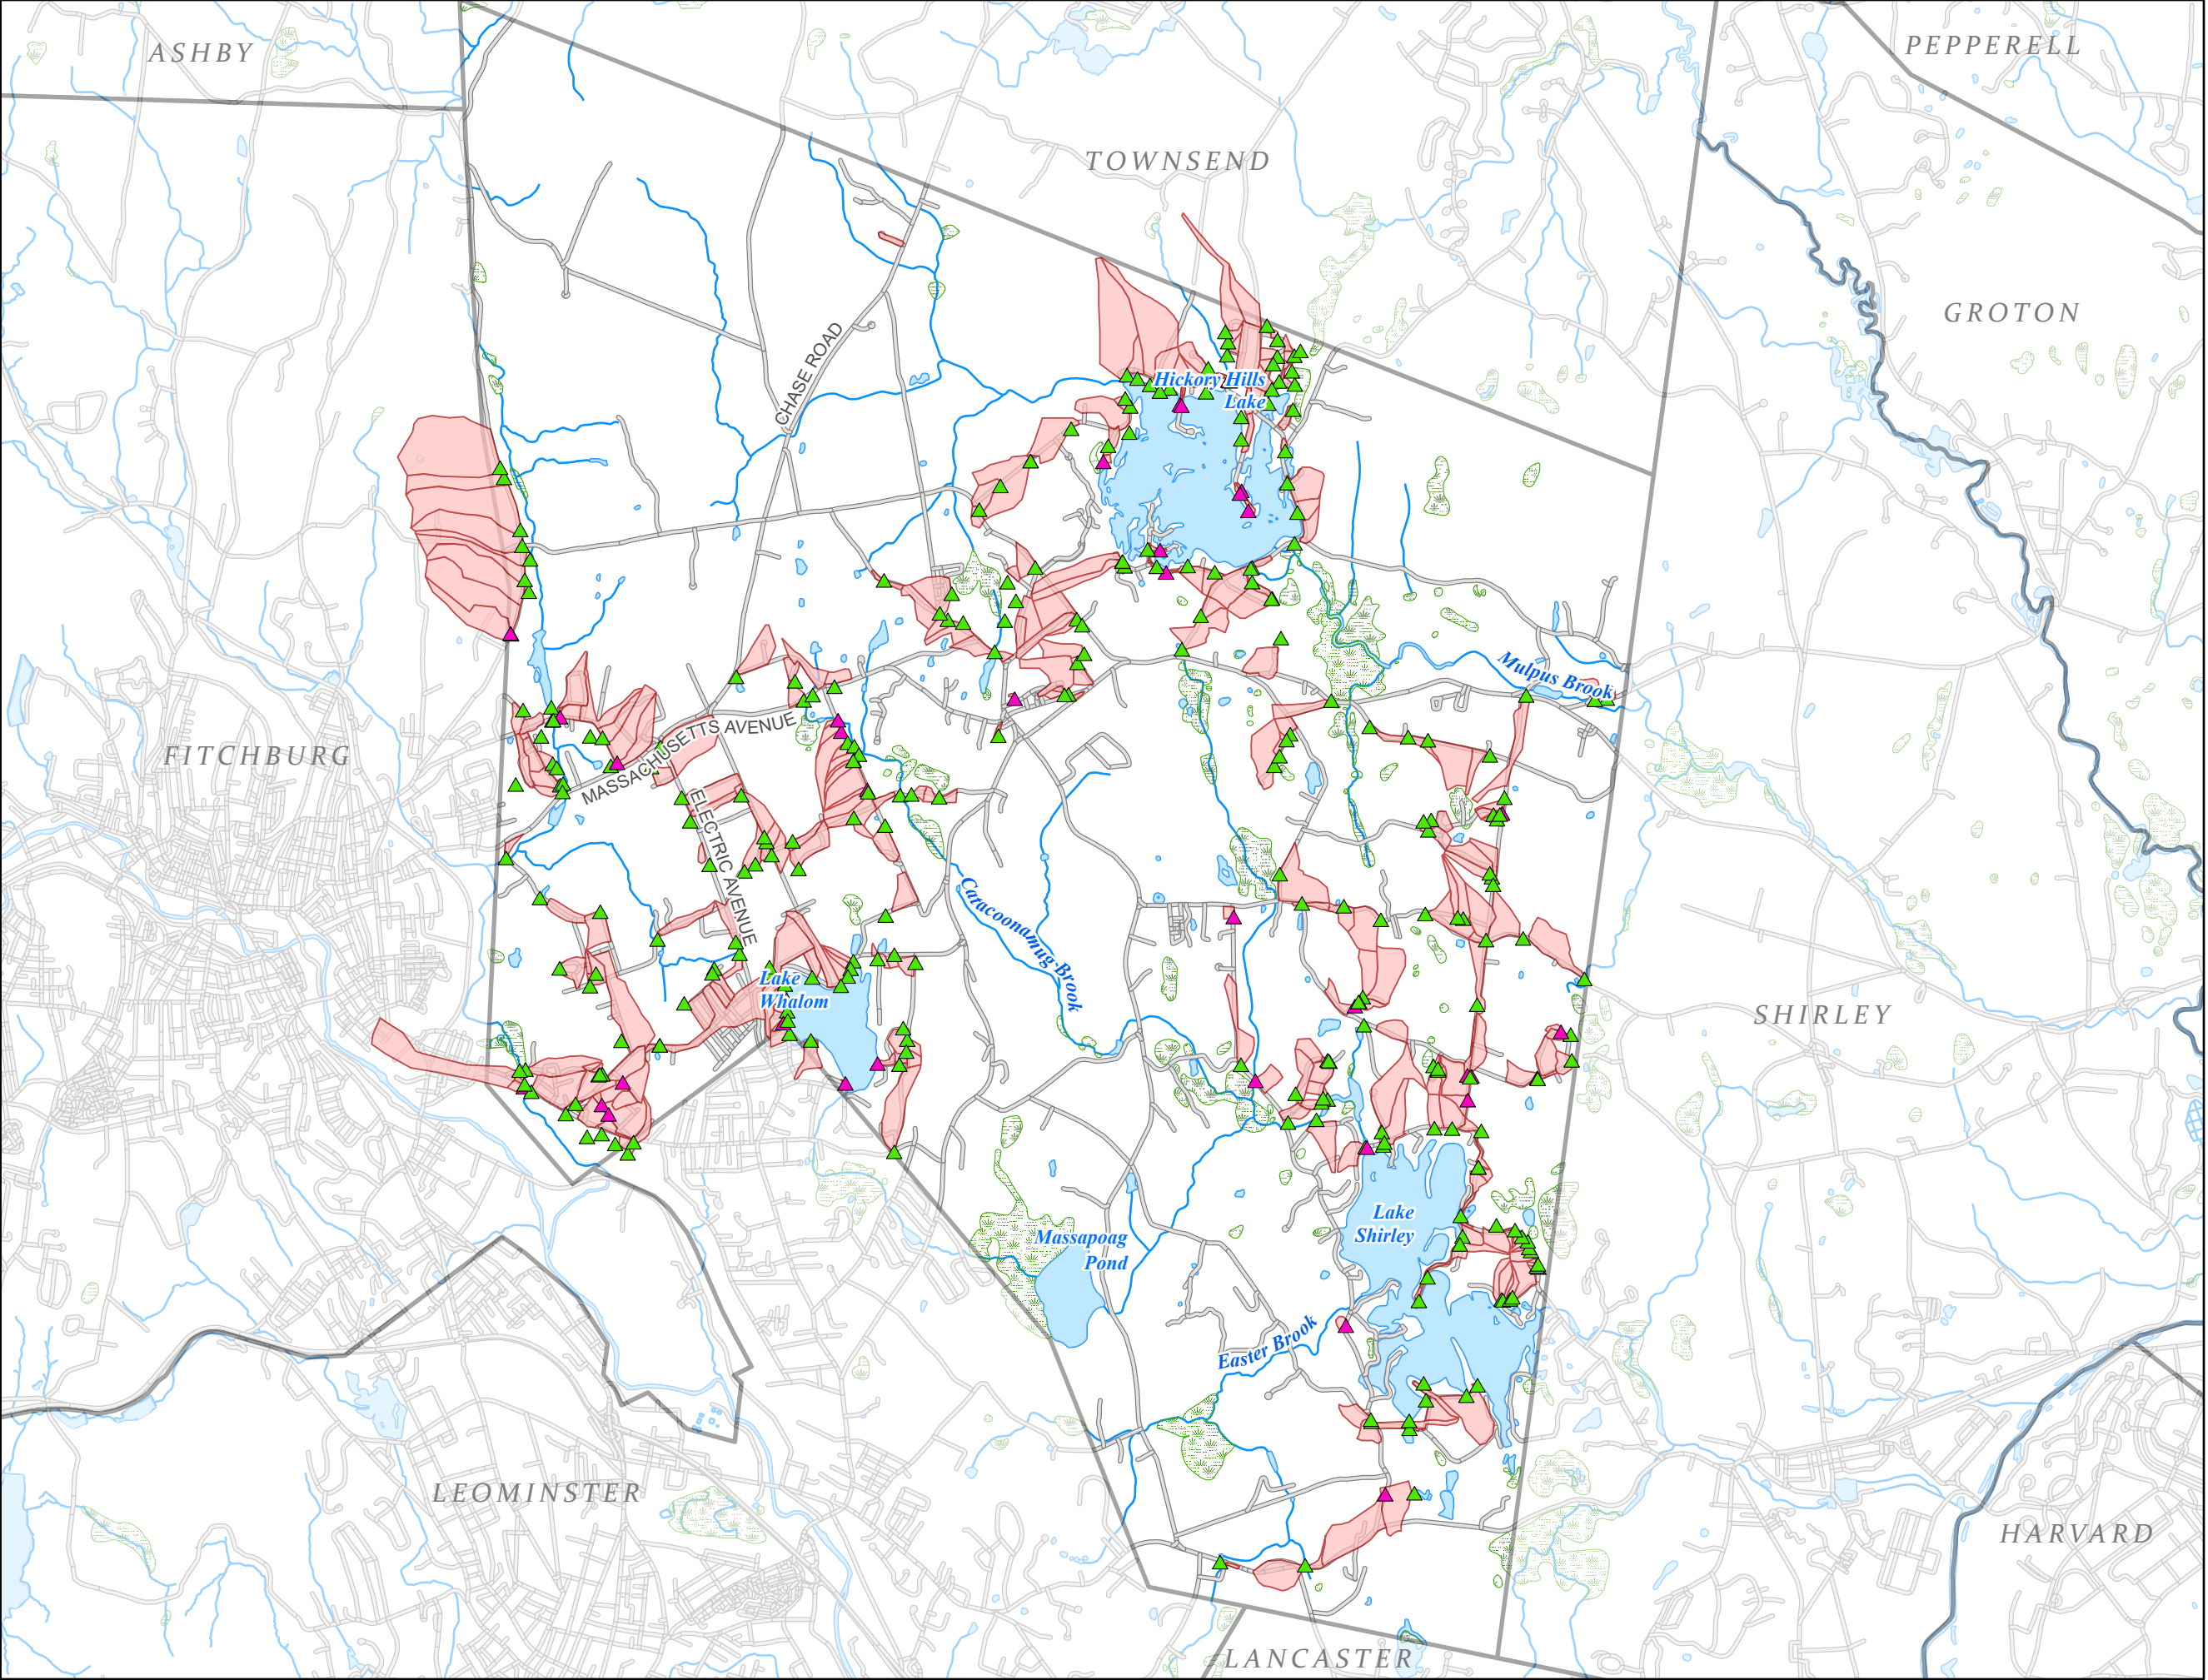 ASHBY
PEPPERELL
TOWNSEND
GROTON
CHASE ROAD
Hickory Hills
Lake
Mulpus Brook
FITCHBURG
MASSACHUSETTS AVENUE
ELECTRIC AVENUE
Catacoonamug Brook
Lake
Whalom
SHIRLEY
Lake
Shirley
Massapoag
Pond
Easter Brook
LEOMINSTER
HARVARD
LANCASTER